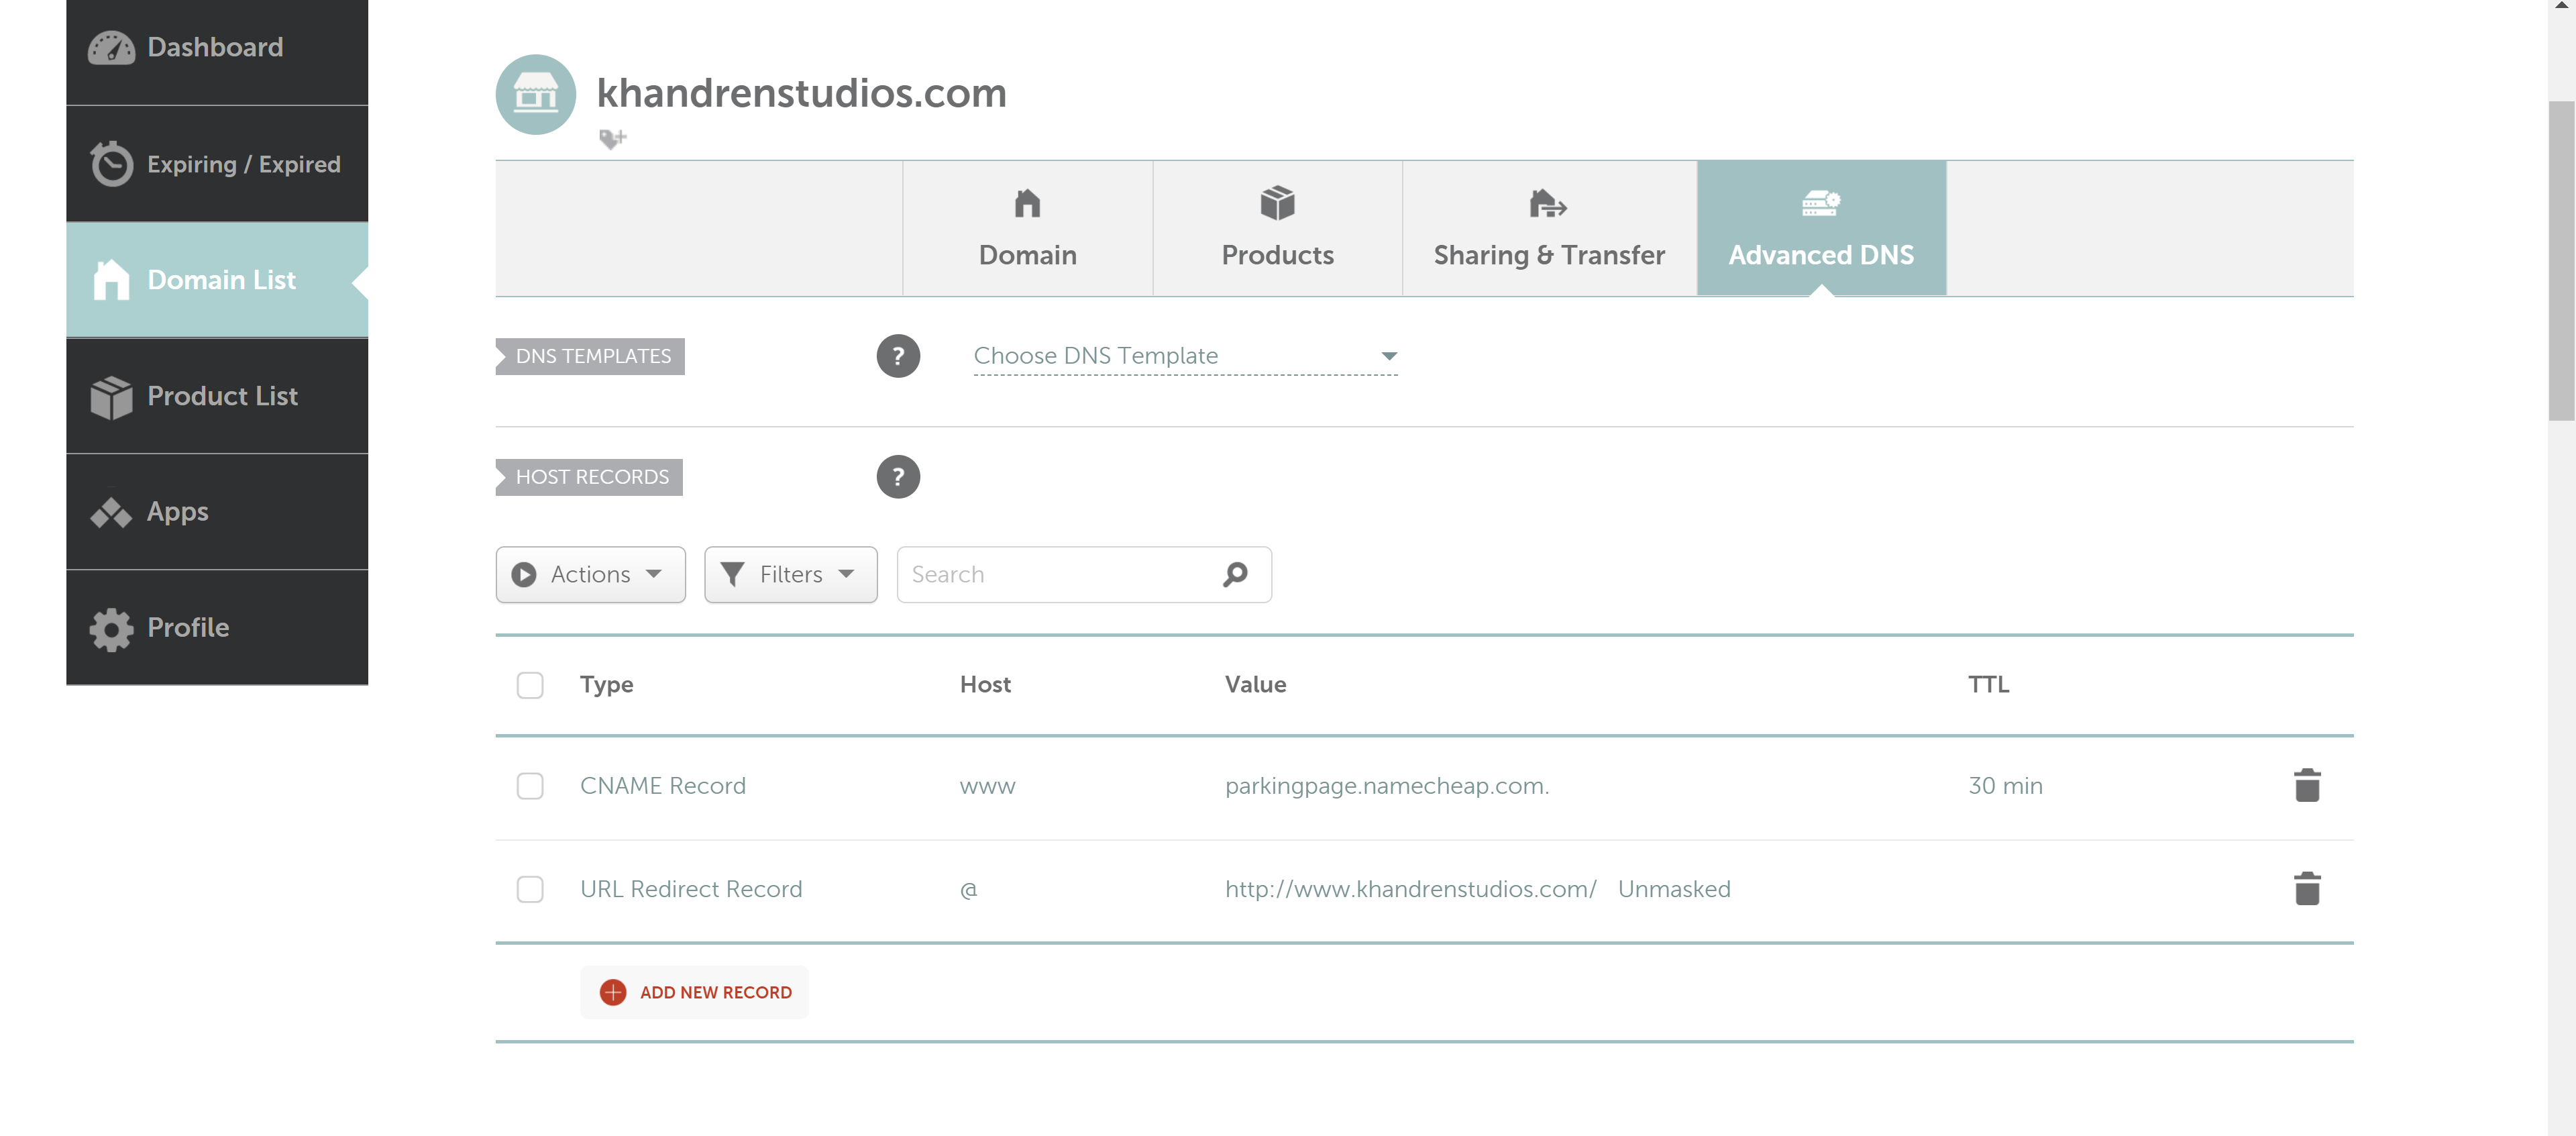 Dashboard
Expiring / Expired
Domain List
Product List
Apps
Profile
khandrenstudios.com
Domain
Products
Sharing & Transfer
Advanced DNS
DNS TEMPLATES
?
Choose DNS Template
HOST RECORDS
?
Actions
Filters
Search
Type Host Value TTL
CNAME Record www parkingpage.namecheap.com. 30 min
URL Redirect Record @ http://www.khandrenstudios.com/ Unmasked
ADD NEW RECORD